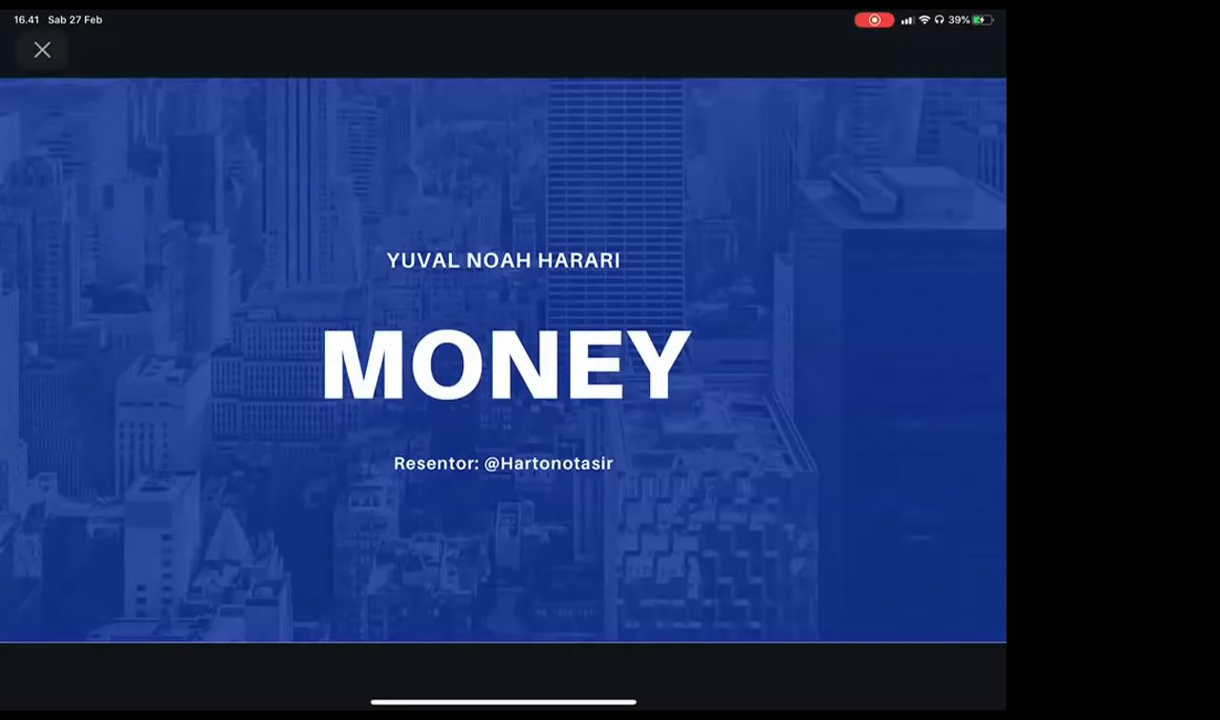 16.41 Sab 27 Feb
39%
YUVAL NOAH HARARI
MONEY
Resentor: @Hartonotasir